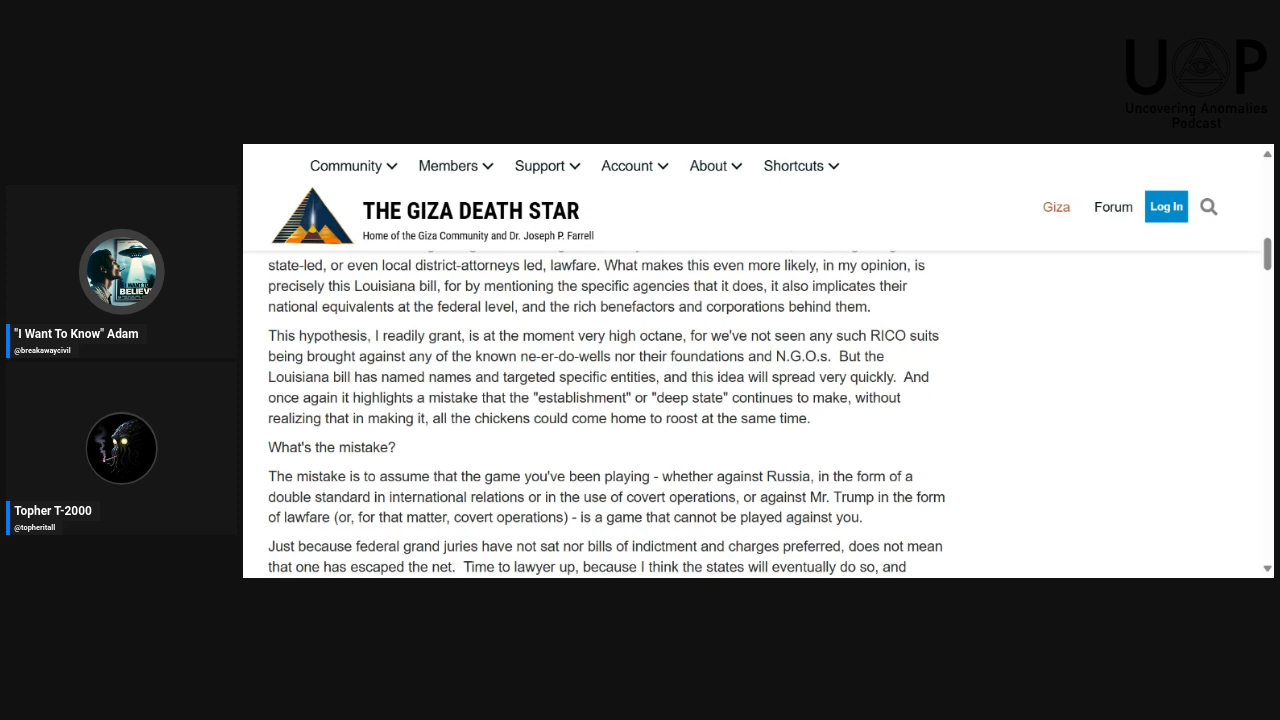 U P
Uncovering Anomalies
Podcast
Community
Members
Support
Account
About
Shortcuts
THE GIZA DEATH STAR
Home of the Giza Community and Dr. Joseph P. Farrell
Giza
Forum
Log In
state-led, or even local district-attorneys led, lawfare. What makes this even more likely, in my opinion, is
precisely this Louisiana bill, for by mentioning the specific agencies that it does, it also implicates their
national equivalents at the federal level, and the rich benefactors and corporations behind them.
This hypothesis, I readily grant, is at the moment very high octane, for we've not seen any such RICO suits
being brought against any of the known ne-er-do-wells nor their foundations and N.G.O.s. But the
Louisiana bill has named names and targeted specific entities, and this idea will spread very quickly. And
once again it highlights a mistake that the "establishment" or "deep state" continues to make, without
realizing that in making it, all the chickens could come home to roost at the same time.
What's the mistake?
The mistake is to assume that the game you've been playing - whether against Russia, in the form of a
double standard in international relations or in the use of covert operations, or against Mr. Trump in the form
of lawfare (or, for that matter, covert operations) - is a game that cannot be played against you.
Just because federal grand juries have not sat nor bills of indictment and charges preferred, does not mean
that one has escaped the net. Time to lawyer up, because I think the states will eventually do so, and
I WANT TO
BELIEV
"I Want To Know" Adam
@breakawaycivil
Topher T-2000
@topheritall